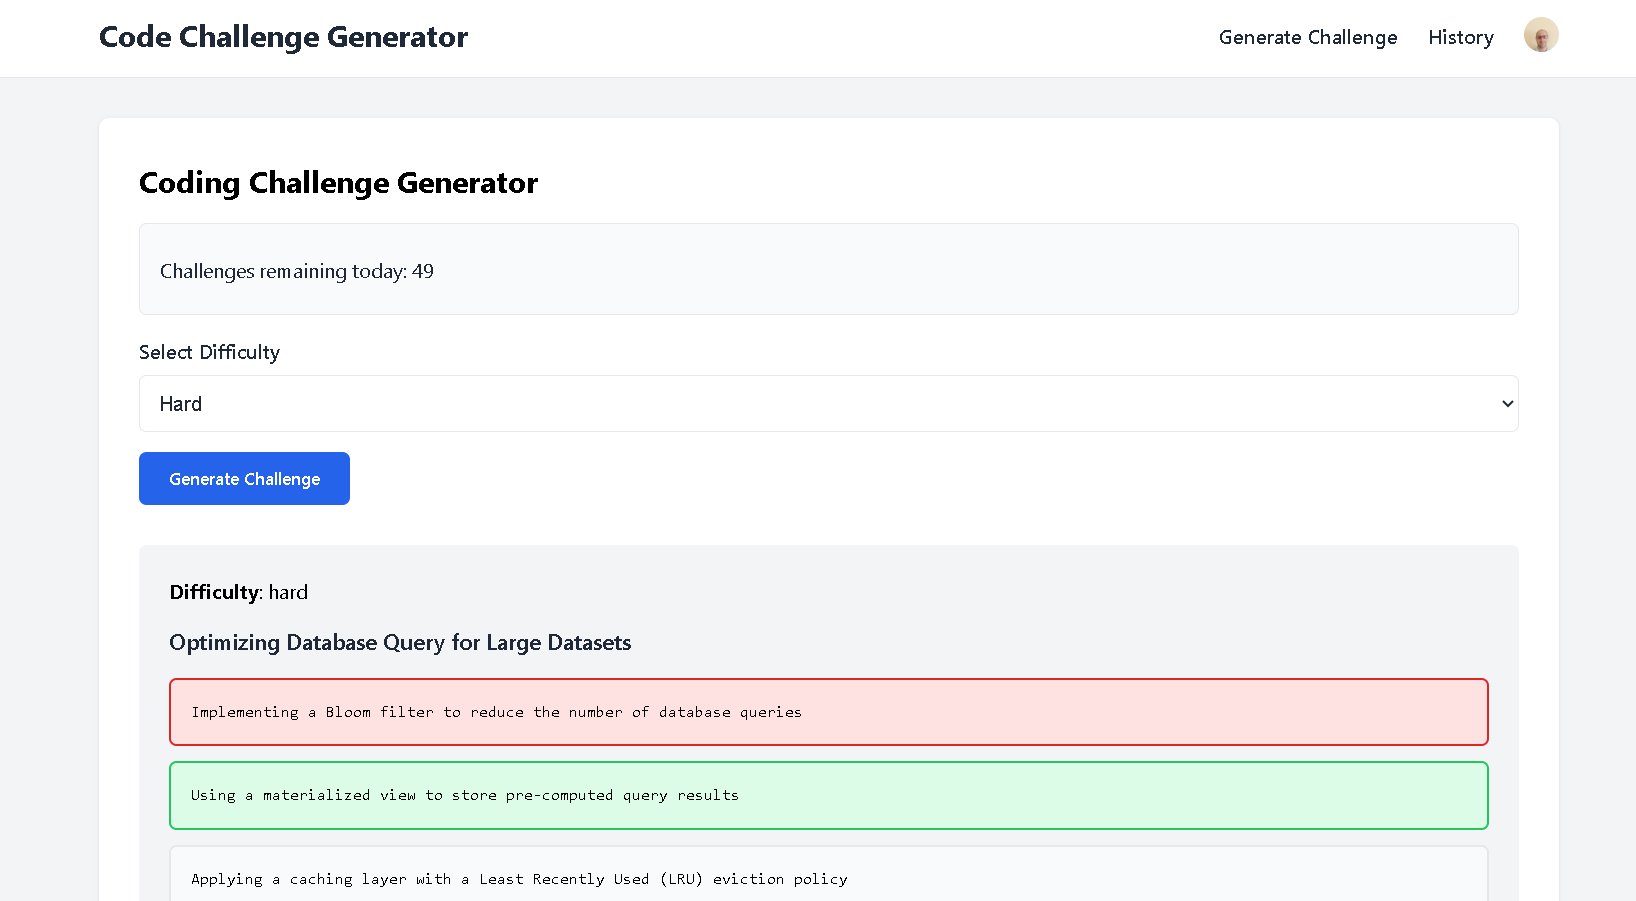 Code Challenge Generator
Generate Challenge
History
Coding Challenge Generator
Challenges remaining today: 49
Select Difficulty
Hard
Generate Challenge
Difficulty: hard
Optimizing Database Query for Large Datasets
Implementing a Bloom filter to reduce the number of database queries
Using a materialized view to store pre-computed query results
Applying a caching layer with a Least Recently Used (LRU) eviction policy